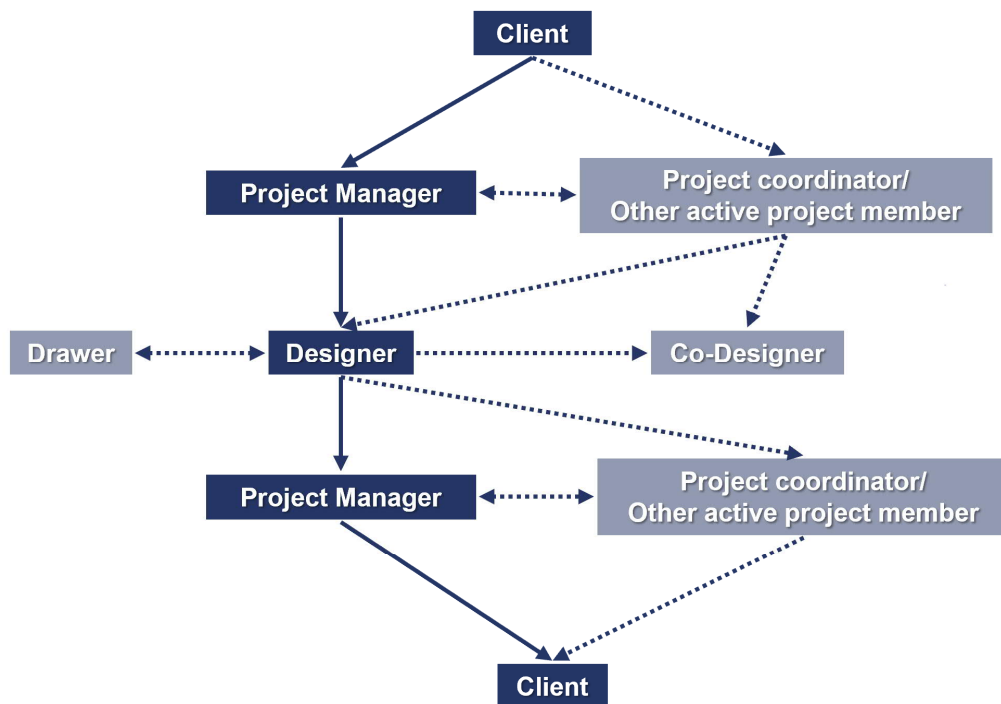 Client
Project Manager
Project coordinator/
Other active project member
Drawer
Designer
Co-Designer
Project Manager
Project coordinator/
Other active project member
Client